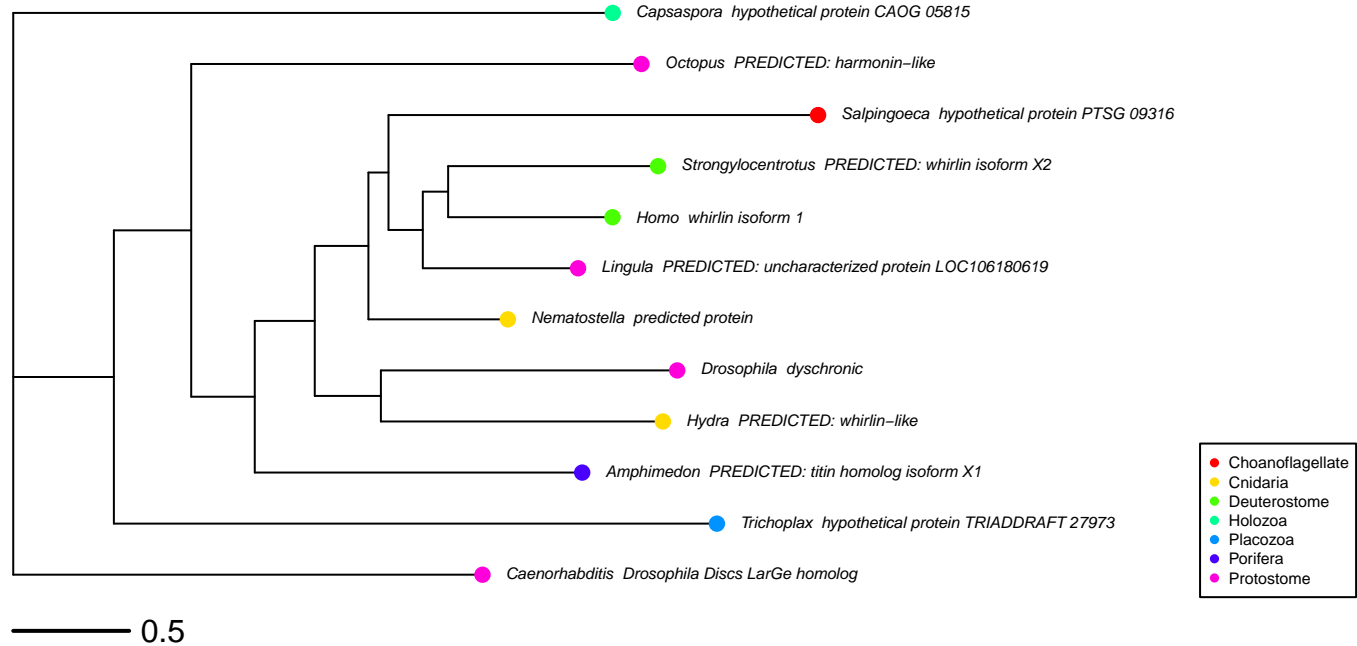 Capsaspora hypothetical protein CAOG 05815
Octopus PREDICTED: harmonin−like
Salpingoeca hypothetical protein PTSG 09316
Strongylocentrotus PREDICTED: whirlin isoform X2
Homo whirlin isoform 1
Lingula PREDICTED: uncharacterized protein LOC106180619
Nematostella predicted protein
Drosophila dyschronic
Hydra PREDICTED: whirlin−like
Amphimedon PREDICTED: titin homolog isoform X1
Trichoplax hypothetical protein TRIADDRAFT 27973
Caenorhabditis Drosophila Discs LarGe homolog
Choanoflagellate
Cnidaria
Deuterostome
Holozoa
Placozoa
Porifera
Protostome
0.5